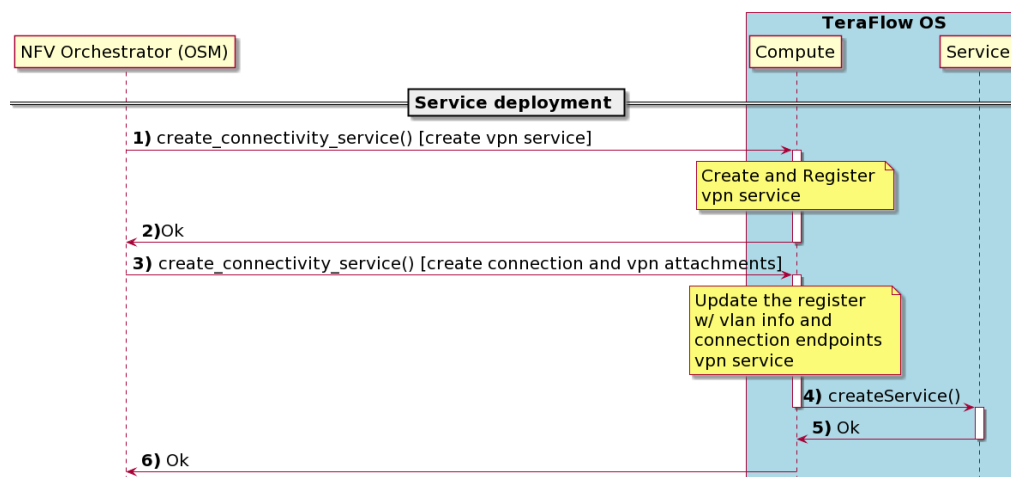 TeraFlow OS
NFV Orchestrator (OSM)
Compute
Service
Service deployment
1) create_connectivity_service() [create vpn service]
Create and Register
vpn service
2)Ok
3) create_connectivity_service() [create connection and vpn attachments]
Update the register
w/ vlan info and
connection endpoints
vpn service
4) createService()
5) Ok
6) Ok